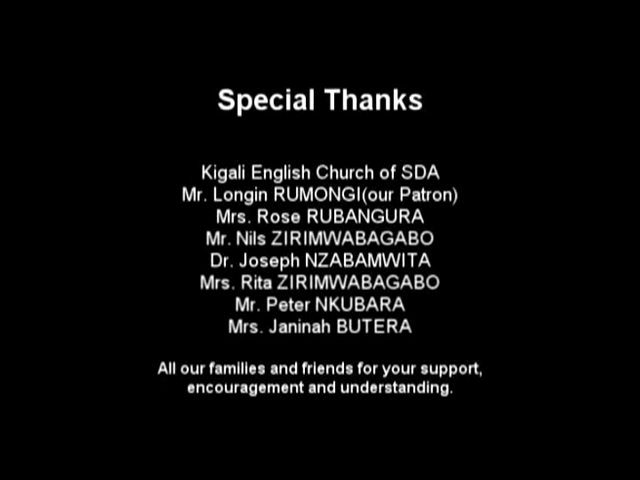 Special Thanks
Kigali English Church of SDA
Mr. Longin RUMONGI(our Patron)
Mrs. Rose RUBANGURA
Mr. Nils ZIRIMWABAGABO
Dr. Joseph NZABAMWITA
Mrs. Rita ZIRIMWABAGABO
Mr. Peter NKUBARA
Mrs. Janinah BUTERA
All our families and friends for your support,
encouragement and understanding.